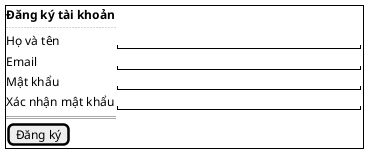 Đăng ký tài khoản
Họ và tên
Email
Mật khẩu
Xác nhận mật khẩu
Đăng ký